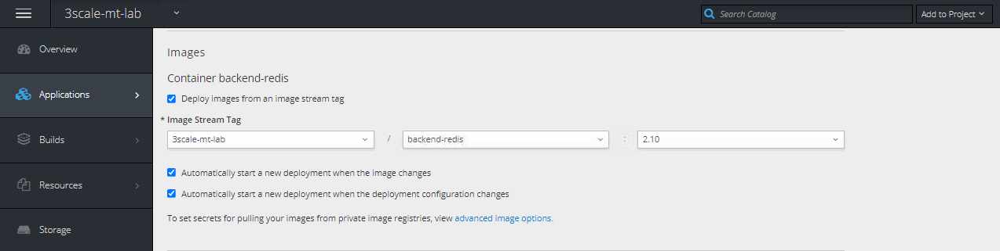 3scale-mt-lab
Search Catalog
Add to Project
Overview
Applications
Builds
Resources
Storage
Images
Container backend-redis
Deploy images from an image stream tag
* Image Stream Tag
3scale-mt-lab / backend-redis : 2.10
Automatically start a new deployment when the image changes
Automatically start a new deployment when the deployment configuration changes
To set secrets for pulling your images from private image registries, view advanced image options.